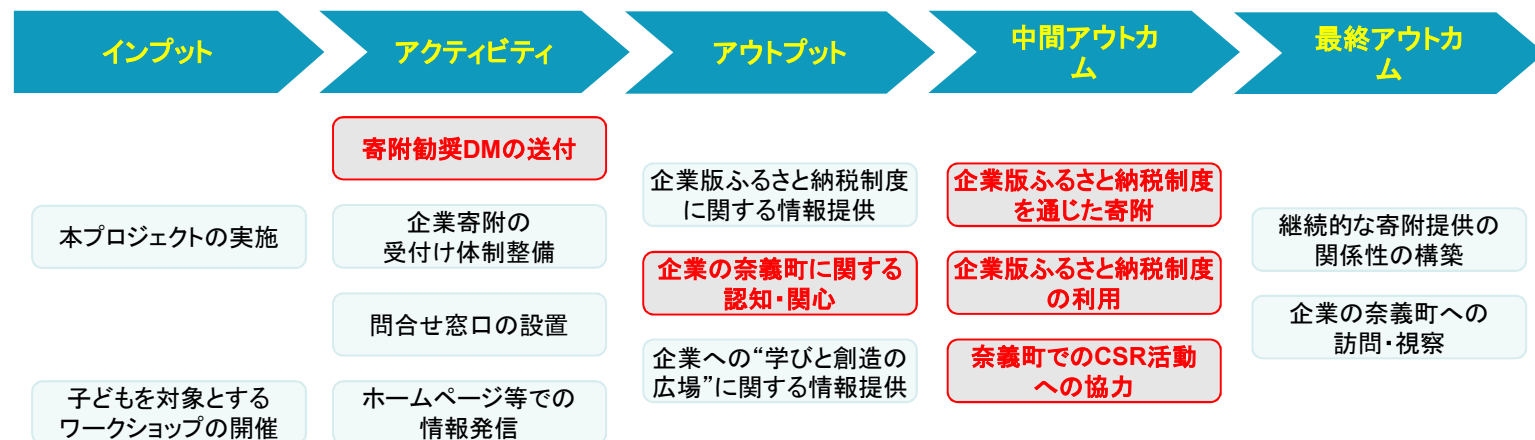 インプット
アクティビティ
アウトプット
中間アウトカ
ム
最終アウトカ
ム
本プロジェクトの実施
子どもを対象とする
ワークショップの開催
寄附勧奨DMの送付
企業寄附の
受付け体制整備
問合せ窓口の設置
ホームページ等での
情報発信
企業版ふるさと納税制度
に関する情報提供
企業の奈義町に関する
認知・関心
企業への“学びと創造の
広場”に関する情報提供
企業版ふるさと納税制度
を通じた寄附
企業版ふるさと納税制度
の利用
奈義町でのCSR活動
への協力
継続的な寄附提供の
関係性の構築
企業の奈義町への
訪問・視察